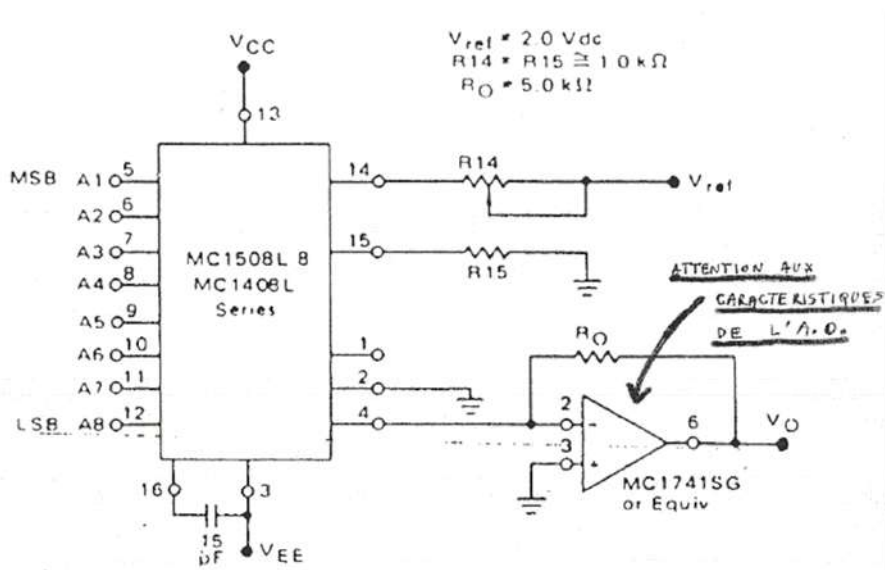 VCC
Vref = 2.0 Vdc
R14 = R15 ≅ 1.0 kΩ
RO = 5.0 kΩ
13
MSB A1 5
A2 6
A3 7
A4 8
A5 9
A6 10
A7 11
LSB A8 12
MC1508L 8
MC1408L
Series
14
R14
Vref
15
R15
1
2
4
ATTENTION AUX
CARACTERISTIQUES
DE L'A.O.
RO
2
-
3
+
6
VO
MC1741SG
or Equiv
16
3
15
pF
VEE